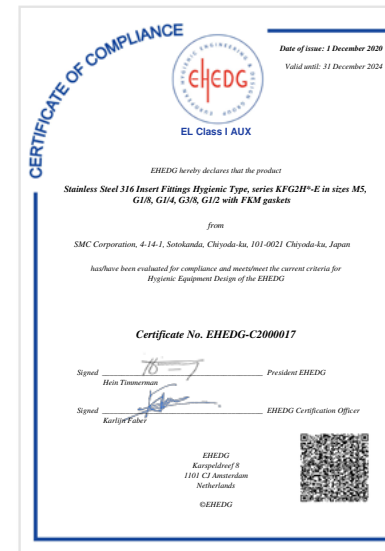 CERTIFICATE OF COMPLIANCE
Date of issue: 1 December 2020
Valid until: 31 December 2024
EUROPEAN HYGIENIC ENGINEERING & DESIGN GROUP
EHEDG
EL Class I AUX
EHEDG hereby declares that the product
Stainless Steel 316 Insert Fittings Hygienic Type, series KFG2H*-E in sizes M5,
G1/8, G1/4, G3/8, G1/2 with FKM gaskets
from
SMC Corporation, 4-14-1, Sotokanda, Chiyoda-ku, 101-0021 Chiyoda-ku, Japan
has/have been evaluated for compliance and meets/meet the current criteria for
Hygienic Equipment Design of the EHEDG
Certificate No. EHEDG-C2000017
Signed President EHEDG
Hein Timmerman
Signed EHEDG Certification Officer
Karlijn Faber
EHEDG
Karspeldreef 8
1101 CJ Amsterdam
Netherlands
©EHEDG